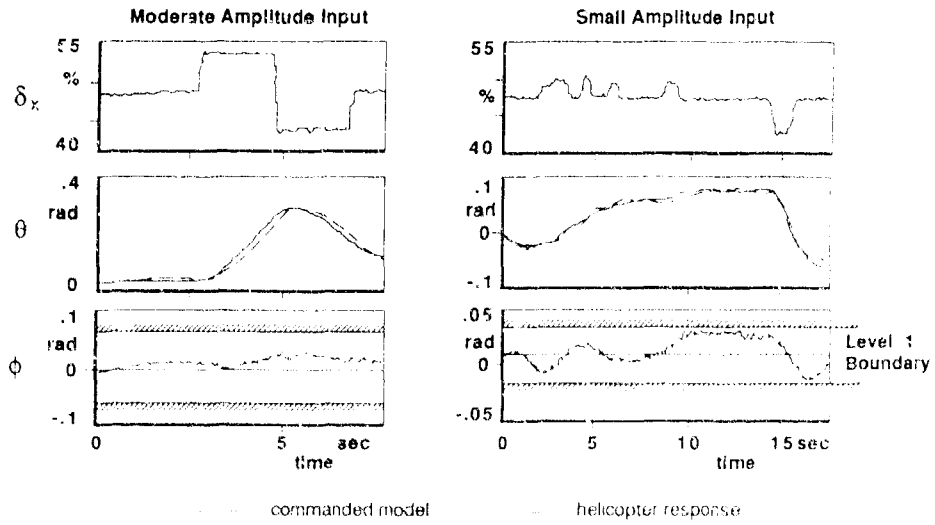 Moderate Amplitude Input
Small Amplitude Input
55
%
δx
40
55
%
40
.4
rad
θ
0
.1
rad
0
-.1
.1
rad
0
ϕ
-.1
0
5
sec
time
.05
rad
0
-.05
Level 1
Boundary
0
5
10
15 sec
time
commanded model
helicopter response